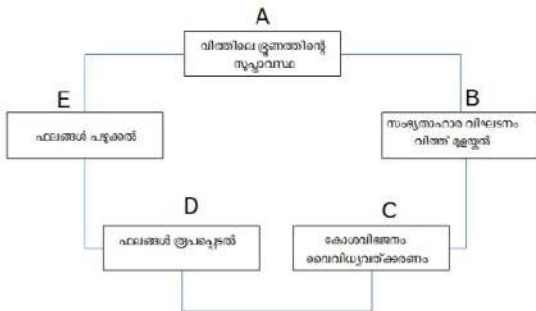 A
വിത്തിലെ ഭ്രൂണത്തിന്റെ
സുപ്താവസ്ഥ
E
ഫലങ്ങൾ പഴുക്കൽ
B
സംഭൃതാഹാര വിഘടനം
വിത്ത് മുളയ്ക്കൽ
D
ഫലങ്ങൾ രൂപപ്പെടൽ
C
കോശവിഭജനം
വൈവിധ്യവത്ക്കരണം